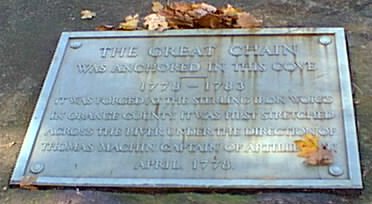 THE GREAT CHAIN
WAS ANCHORED IN THIS COVE
1778 – 1783
IT WAS FORGED AT THE STERLING IRON WORKS
IN ORANGE COUNTY. IT WAS FIRST STRETCHED
ACROSS THE RIVER UNDER THE DIRECTION OF
THOMAS MACHIN CAPTAIN OF
APRIL, 1778.